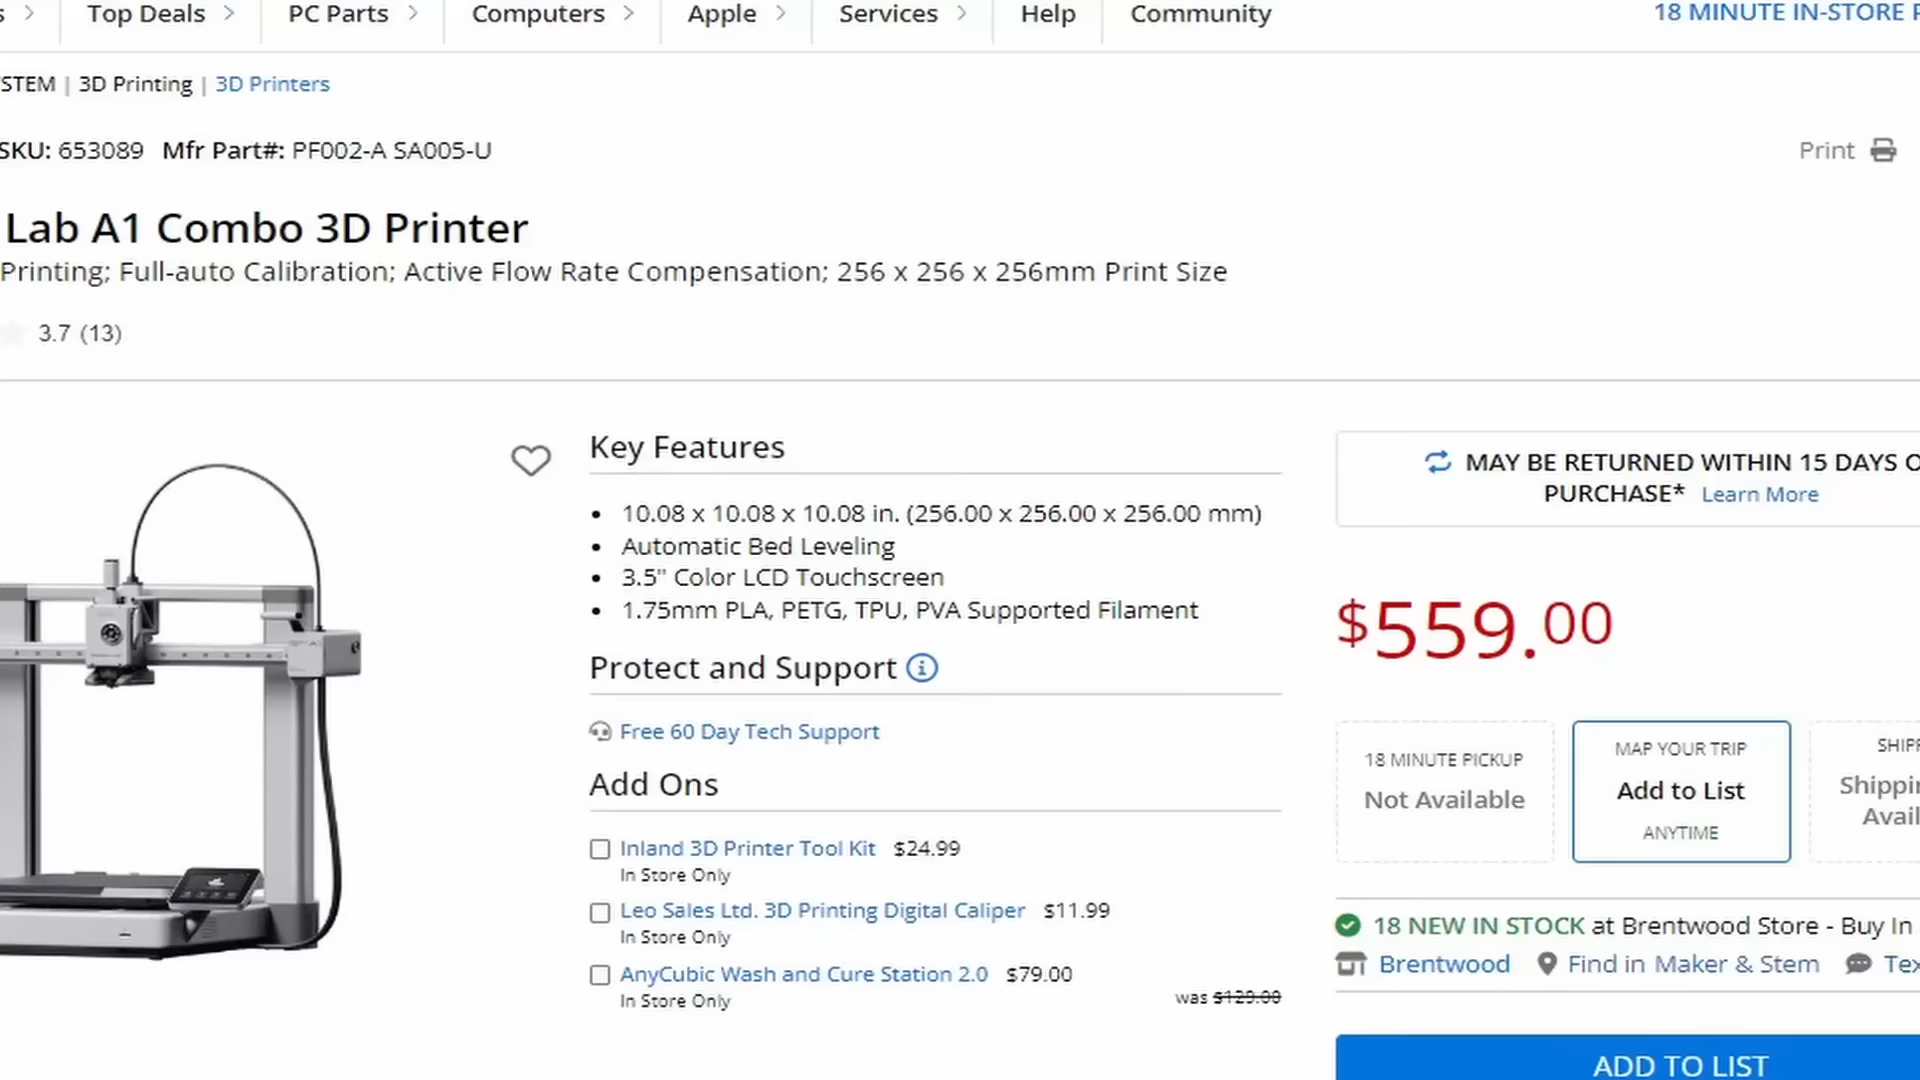 Top Deals PC Parts Computers Apple Services Help Community 18 MINUTE IN-STORE
STEM | 3D Printing | 3D Printers
SKU: 653089 Mfr Part#: PF002-A SA005-U
Print
Lab A1 Combo 3D Printer
Printing; Full-auto Calibration; Active Flow Rate Compensation; 256 x 256 x 256mm Print Size
3.7 (13)
Key Features
10.08 x 10.08 x 10.08 in. (256.00 x 256.00 x 256.00 mm)
Automatic Bed Leveling
3.5" Color LCD Touchscreen
1.75mm PLA, PETG, TPU, PVA Supported Filament
Protect and Support
Free 60 Day Tech Support
Add Ons
Inland 3D Printer Tool Kit $24.99
In Store Only
Leo Sales Ltd. 3D Printing Digital Caliper $11.99
In Store Only
AnyCubic Wash and Cure Station 2.0 $79.00
In Store Only
was $129.00
MAY BE RETURNED WITHIN 15 DAYS
PURCHASE* Learn More
$559.00
18 MINUTE PICKUP
Not Available
MAP YOUR TRIP
Add to List
ANYTIME
18 NEW IN STOCK at Brentwood Store - Buy In
Brentwood Find in Maker & Stem
ADD TO LIST